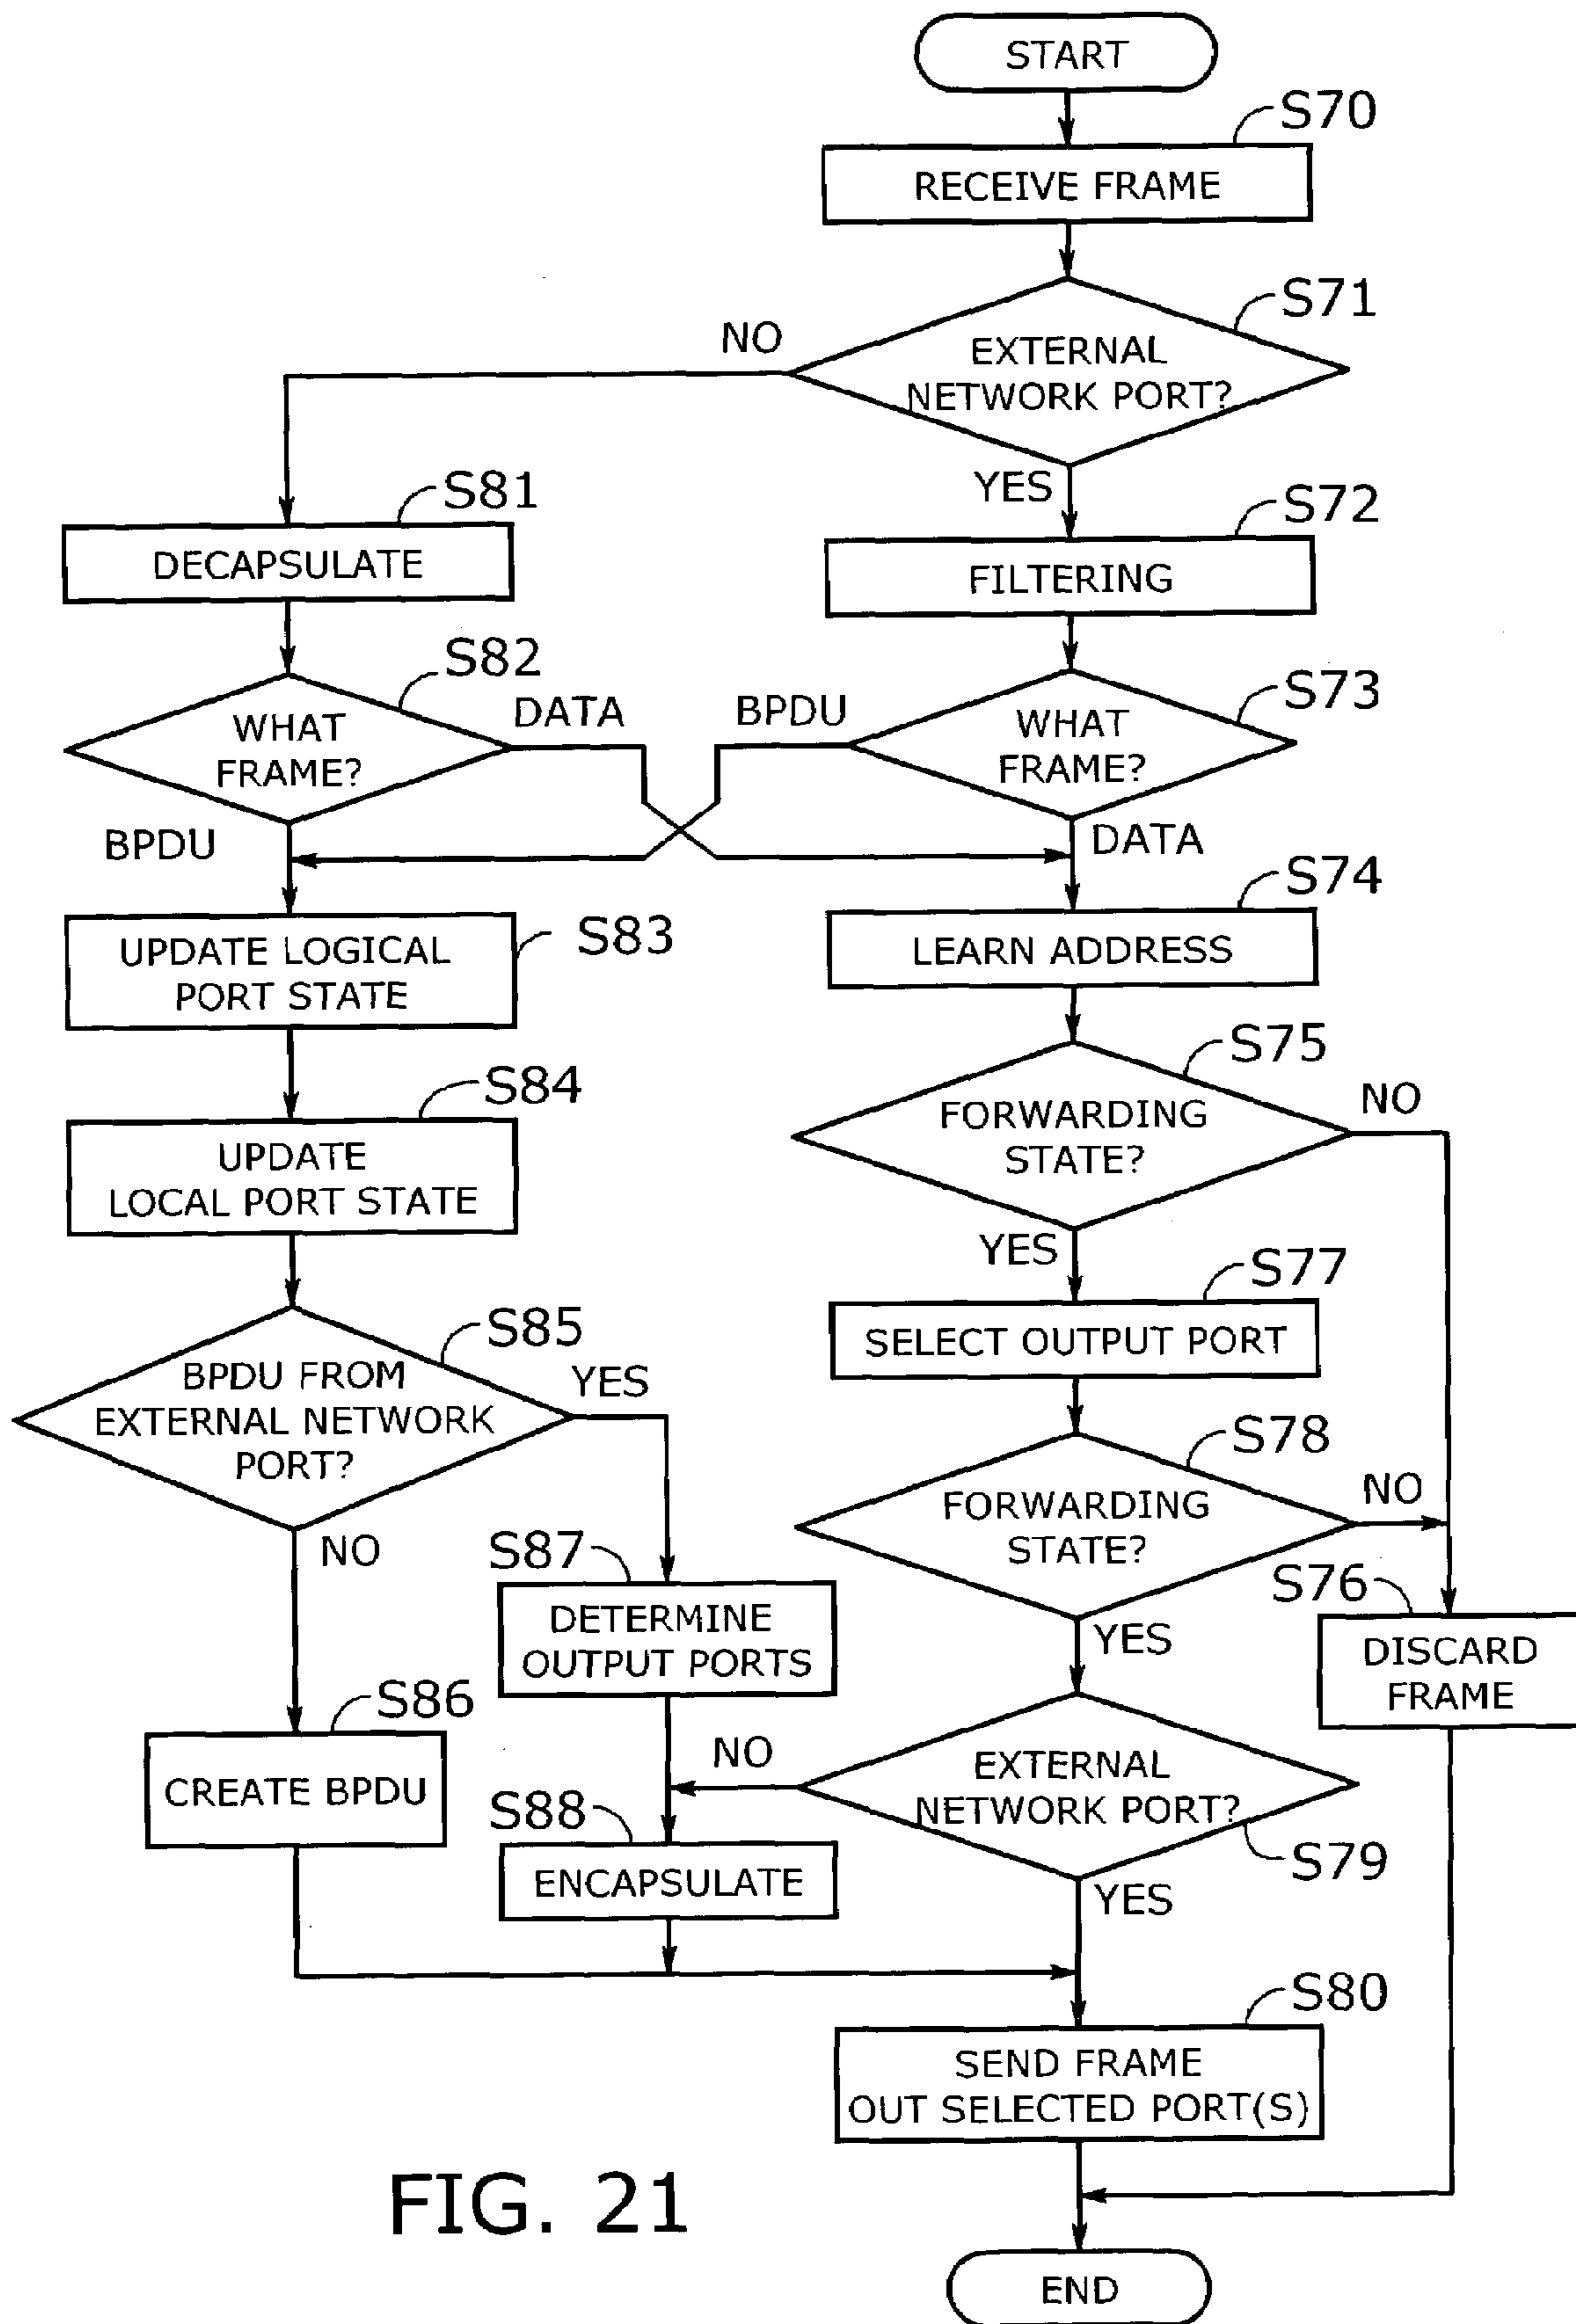 START
S70
RECEIVE FRAME
S71
NO
EXTERNAL
NETWORK PORT?
YES
S81
S72
DECAPSULATE
FILTERING
S82
S73
DATA
BPDU
WHAT
FRAME?
WHAT
FRAME?
BPDU
DATA
S74
S83
UPDATE LOGICAL
PORT STATE
LEARN ADDRESS
S75
S84
NO
FORWARDING
STATE?
UPDATE
LOCAL PORT STATE
YES
S77
S85
SELECT OUTPUT PORT
BPDU FROM
EXTERNAL NETWORK
PORT?
YES
S78
NO
FORWARDING
STATE?
NO
S87
S76
DETERMINE
OUTPUT PORTS
YES
DISCARD
FRAME
S86
NO
EXTERNAL
NETWORK PORT?
CREATE BPDU
S88
S79
ENCAPSULATE
YES
S80
SEND FRAME
OUT SELECTED PORT(S)
FIG. 21
END